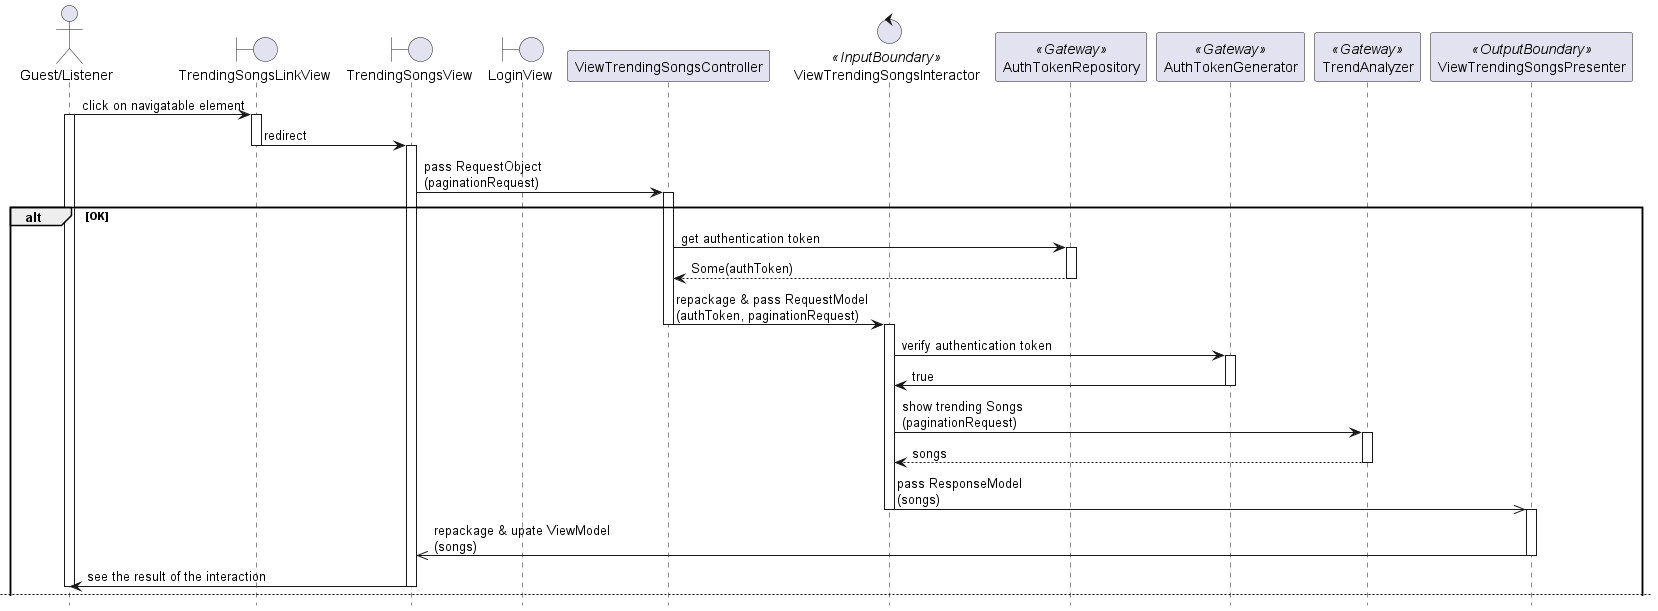 Guest/Listener
TrendingSongsLinkView
TrendingSongsView
LoginView
ViewTrendingSongsController
«InputBoundary»
ViewTrendingSongsInteractor
«Gateway»
AuthTokenRepository
«Gateway»
AuthTokenGenerator
«Gateway»
TrendAnalyzer
«OutputBoundary»
ViewTrendingSongsPresenter
click on navigatable element
redirect
pass RequestObject
(paginationRequest)
alt
[OK]
get authentication token
Some(authToken)
repackage & pass RequestModel
(authToken, paginationRequest)
verify authentication token
true
show trending Songs
(paginationRequest)
songs
pass ResponseModel
(songs)
repackage & upate ViewModel
(songs)
see the result of the interaction